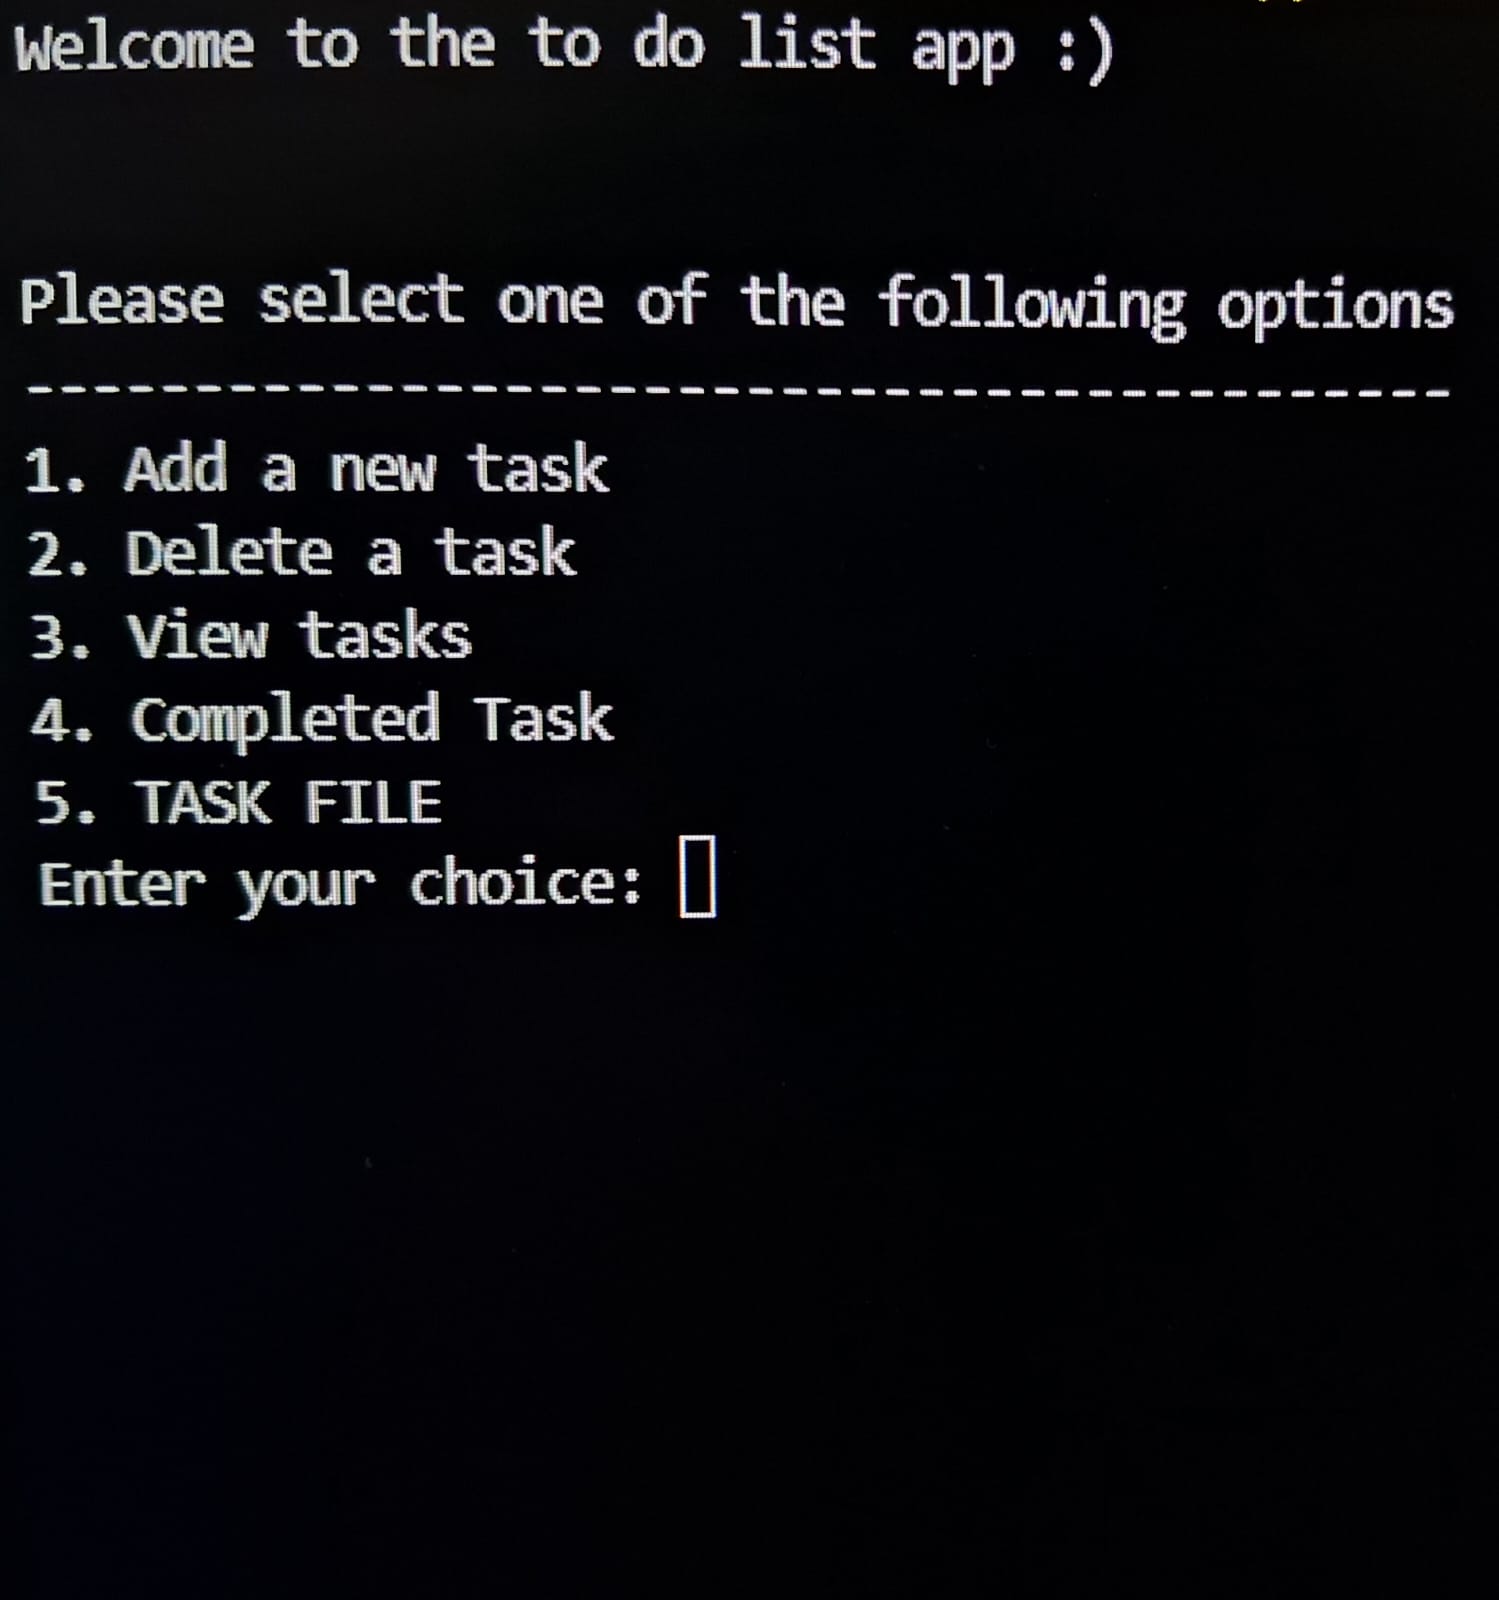 Welcome to the to do list app :)
Please select one of the following options
------------------------------------------
1. Add a new task
2. Delete a task
3. View tasks
4. Completed Task
5. TASK FILE
Enter your choice: